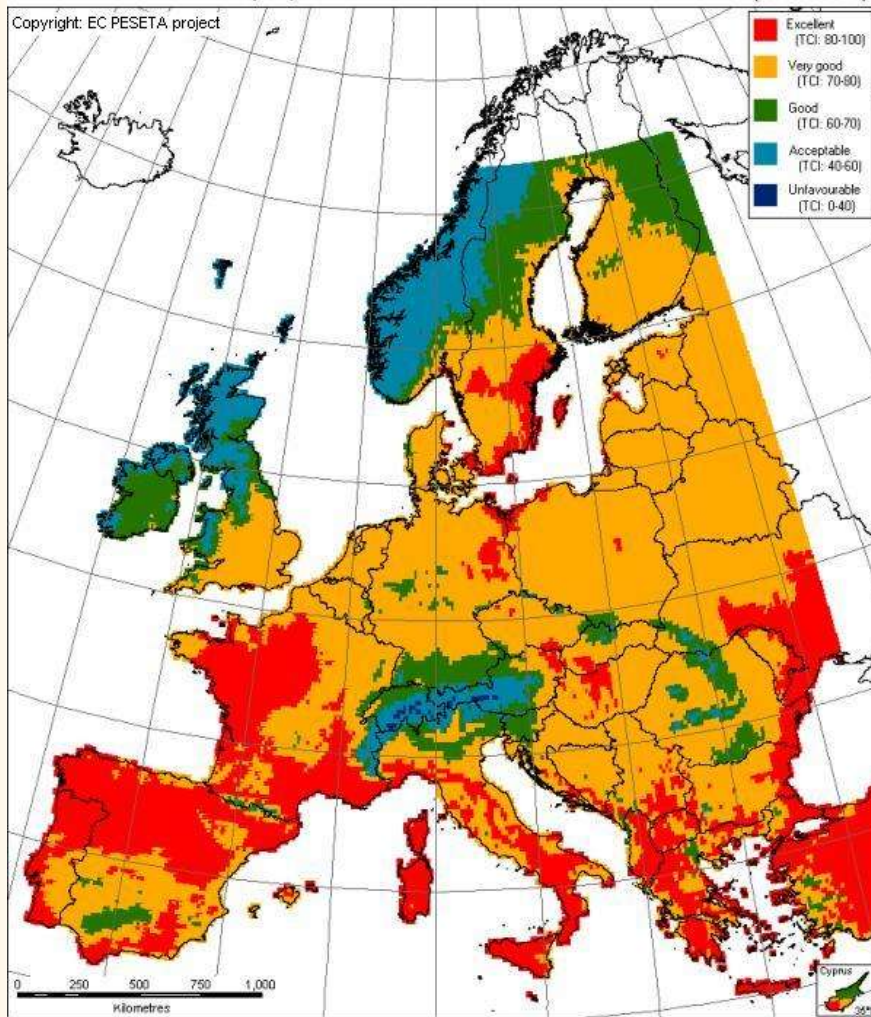 Copyright: EC PESETA project
Excellent
(TCI: 80-100)
Very good
(TCI: 70-80)
Good
(TCI: 60-70)
Acceptable
(TCI: 40-60)
Unfavourable
(TCI: 0-40)
0 250 500 750 1,000
Kilometres
Cyprus